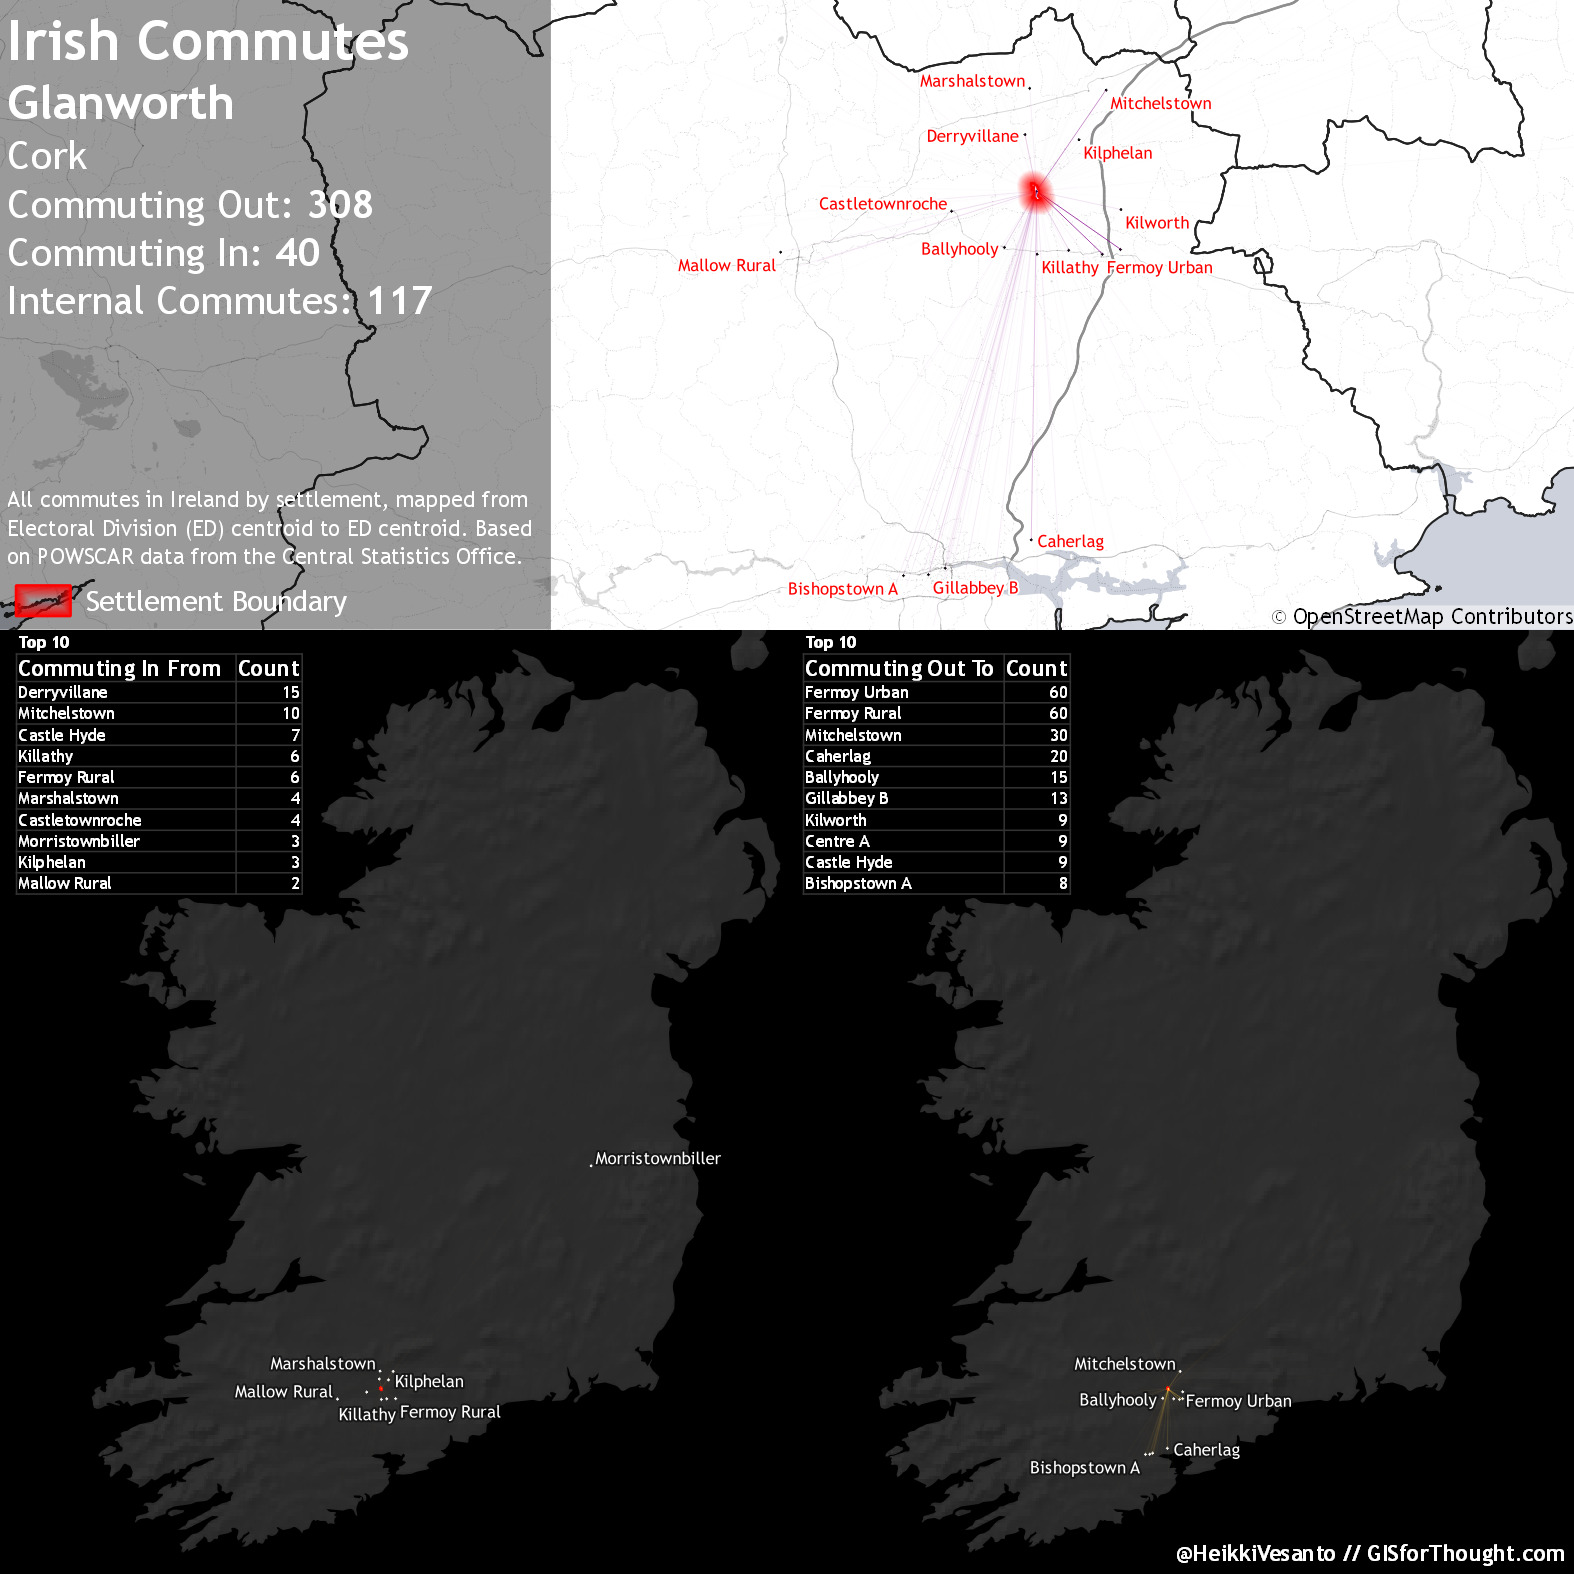 Irish Commutes
Glanworth
Cork
Commuting Out: 308
Commuting In: 40
Internal Commutes: 117
All commutes in Ireland by settlement, mapped from
Electoral Division (ED) centroid to ED centroid. Based
on POWSCAR data from the Central Statistics Office.
Settlement Boundary
Marshalstown
Mitchelstown
Derryvillane
Kilphelan
Castletownroche
Kilworth
Ballyhooly
Mallow Rural
Killathy
Fermoy Urban
Caherlag
Bishopstown A
Gillabbey B
© OpenStreetMap Contributors
Top 10
Commuting In From Count
Derryvillane 15
Mitchelstown 10
Castle Hyde 7
Killathy 6
Fermoy Rural 6
Marshalstown 4
Castletownroche 4
Morristownbiller 3
Kilphelan 3
Mallow Rural 2
Top 10
Commuting Out To Count
Fermoy Urban 60
Fermoy Rural 60
Mitchelstown 30
Caherlag 20
Ballyhooly 15
Gillabbey B 13
Kilworth 9
Centre A 9
Castle Hyde 9
Bishopstown A 8
Morristownbiller
Marshalstown
Kilphelan
Mallow Rural
Killathy
Fermoy Rural
Mitchelstown
Ballyhooly
Fermoy Urban
Caherlag
Bishopstown A
@HeikkiVesanto // GISforThought.com